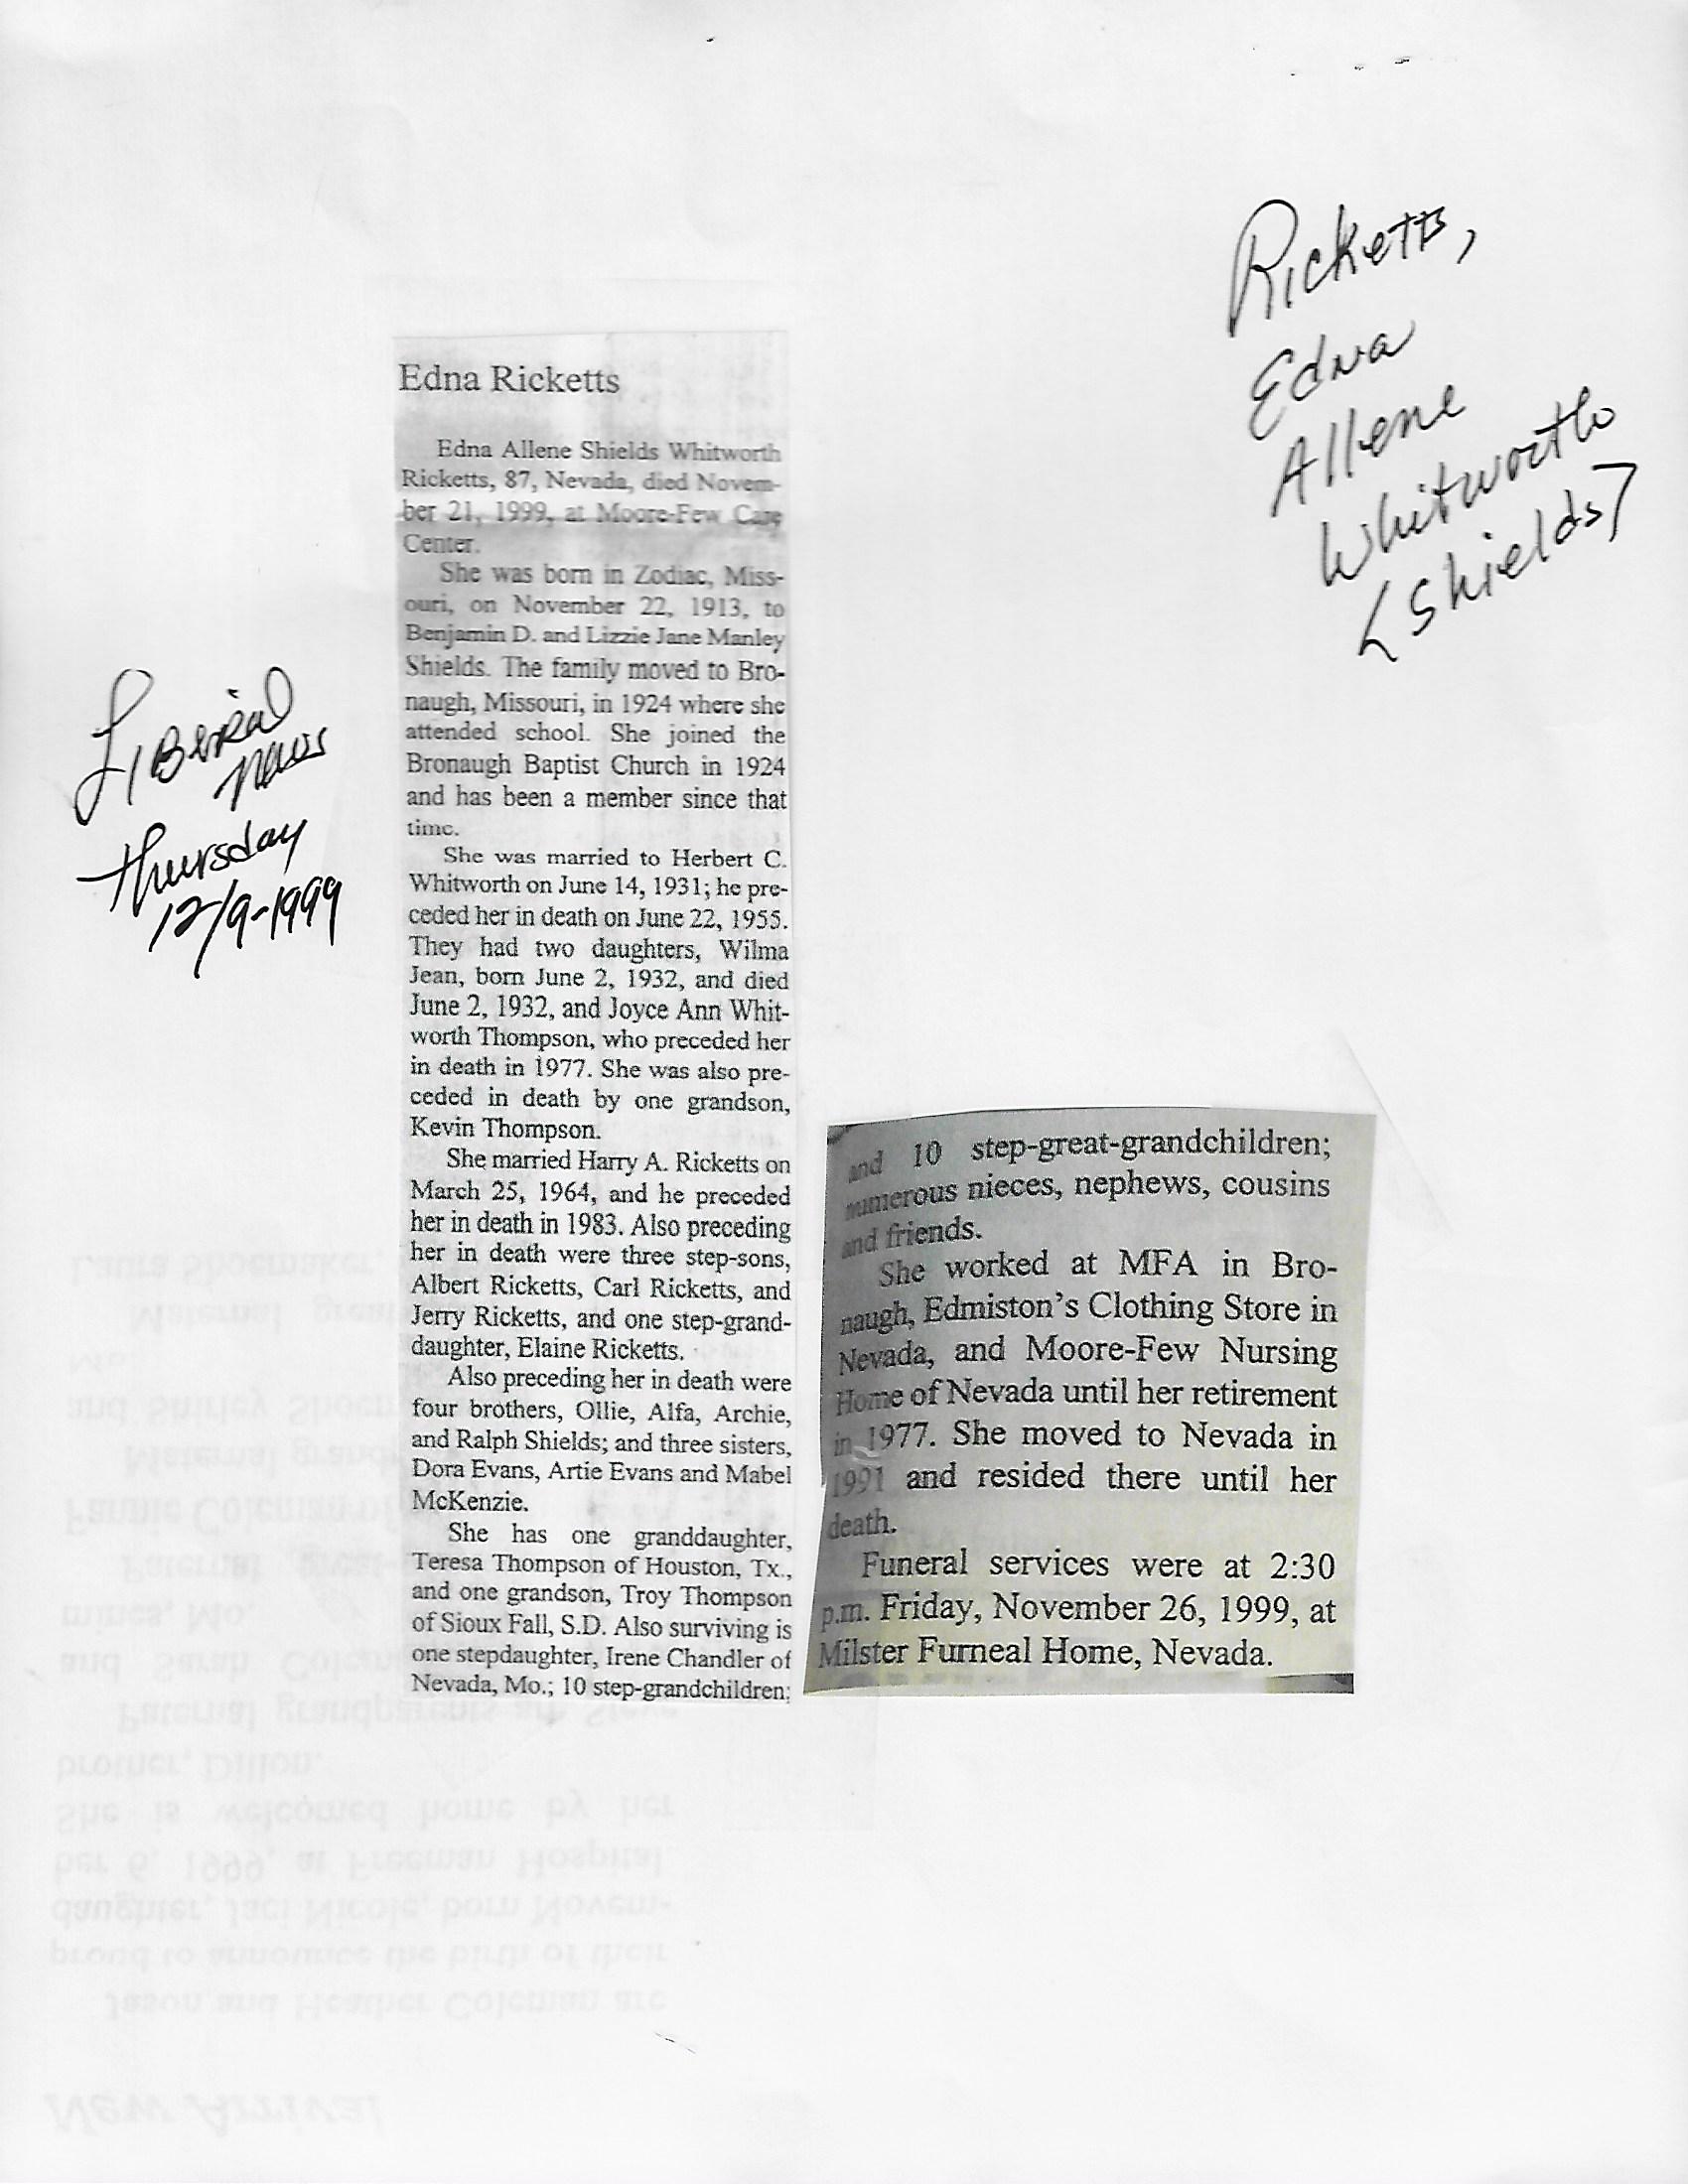 Ricketts,
Edna
Allene
Whitworth
<Shields>
Liberial
news
Thursday
12/9-1999
Edna Ricketts
Edna Allene Shields Whitworth
Ricketts, 87, Nevada, died Novem-
ber 21, 1999, at Moore-Few Care
Center.
She was born in Zodiac, Miss-
ouri, on November 22, 1913, to
Benjamin D. and Lizzie Jane Manley
Shields. The family moved to Bro-
naugh, Missouri, in 1924 where she
attended school. She joined the
Bronaugh Baptist Church in 1924
and has been a member since that
time.
She was married to Herbert C.
Whitworth on June 14, 1931; he pre-
ceded her in death on June 22, 1955.
They had two daughters, Wilma
Jean, born June 2, 1932, and died
June 2, 1932, and Joyce Ann Whit-
worth Thompson, who preceded her
in death in 1977. She was also pre-
ceded in death by one grandson,
Kevin Thompson.
She married Harry A. Ricketts on
March 25, 1964, and he preceded
her in death in 1983. Also preceding
her in death were three step-sons,
Albert Ricketts, Carl Ricketts, and
Jerry Ricketts, and one step-grand-
daughter, Elaine Ricketts.
Also preceding her in death were
four brothers, Ollie, Alfa, Archie,
and Ralph Shields; and three sisters,
Dora Evans, Artie Evans and Mabel
McKenzie.
She has one granddaughter,
Teresa Thompson of Houston, Tx.,
and one grandson, Troy Thompson
of Sioux Fall, S.D. Also surviving is
one stepdaughter, Irene Chandler of
Nevada, Mo.; 10 step-grandchildren;
and 10 step-great-grandchildren;
numerous nieces, nephews, cousins
and friends.
She worked at MFA in Bro-
naugh, Edmiston's Clothing Store in
Nevada, and Moore-Few Nursing
Home of Nevada until her retirement
in 1977. She moved to Nevada in
1991 and resided there until her
death.
Funeral services were at 2:30
p.m. Friday, November 26, 1999, at
Milster Furneal Home, Nevada.